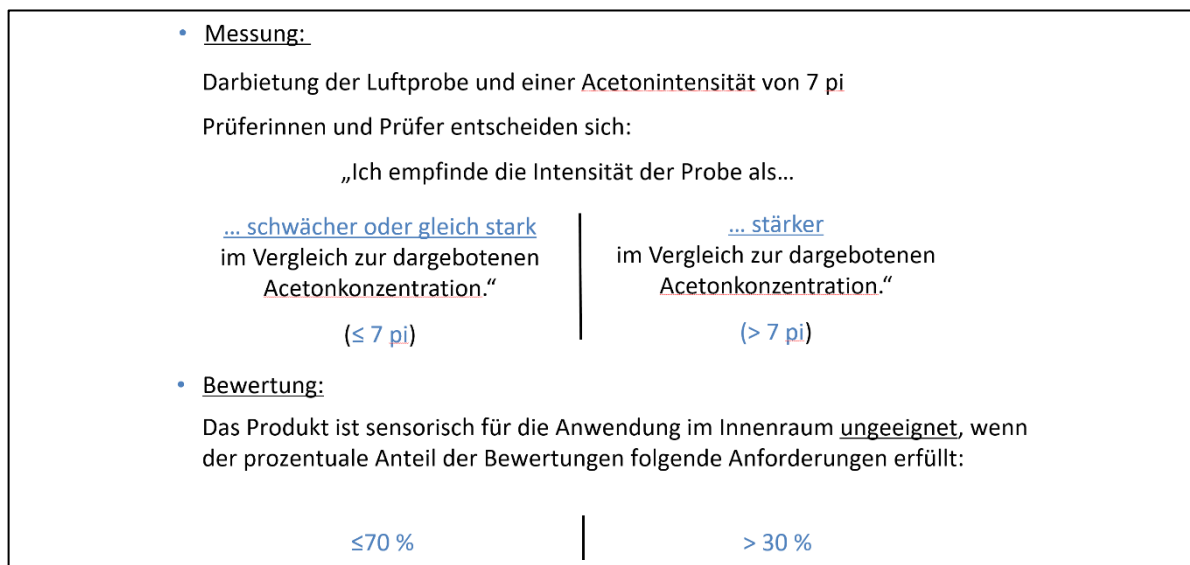 • Messung:
Darbietung der Luftprobe und einer Acetonintensität von 7 pi
Prüferinnen und Prüfer entscheiden sich:
„Ich empfinde die Intensität der Probe als…
… schwächer oder gleich stark
im Vergleich zur dargebotenen
Acetonkonzentration.“
(≤ 7 pi)
… stärker
im Vergleich zur dargebotenen
Acetonkonzentration.“
(> 7 pi)
• Bewertung:
Das Produkt ist sensorisch für die Anwendung im Innenraum ungeeignet, wenn
der prozentuale Anteil der Bewertungen folgende Anforderungen erfüllt:
≤70 %
> 30 %